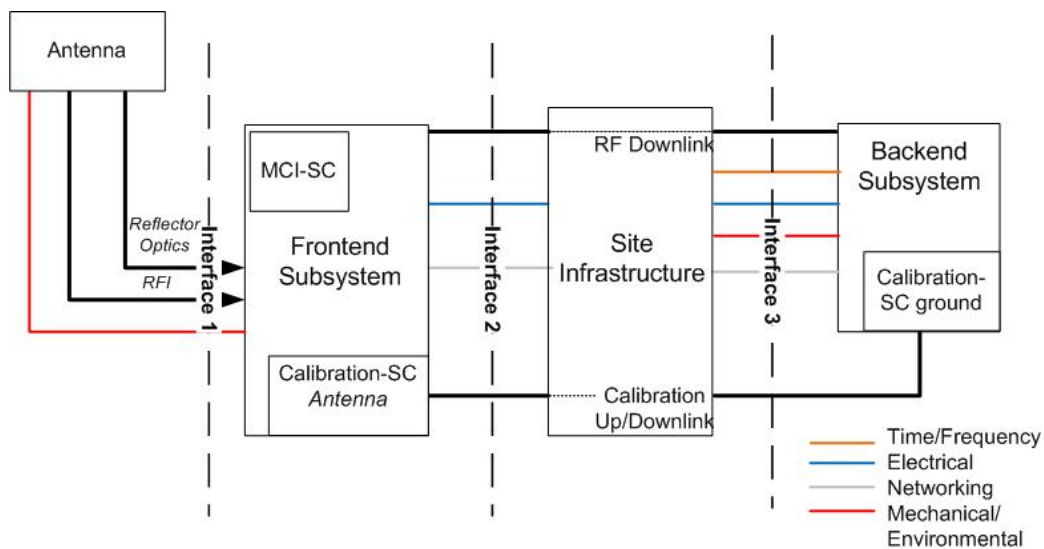 Antenna
Reflector
Optics
RFI
Interface 1
MCI-SC
Frontend
Subsystem
Calibration-SC
Antenna
Interface 2
RF Downlink
Site
Infrastructure
Calibration
Up/Downlink
Interface 3
Backend
Subsystem
Calibration-
SC ground
Time/Frequency
Electrical
Networking
Mechanical/
Environmental